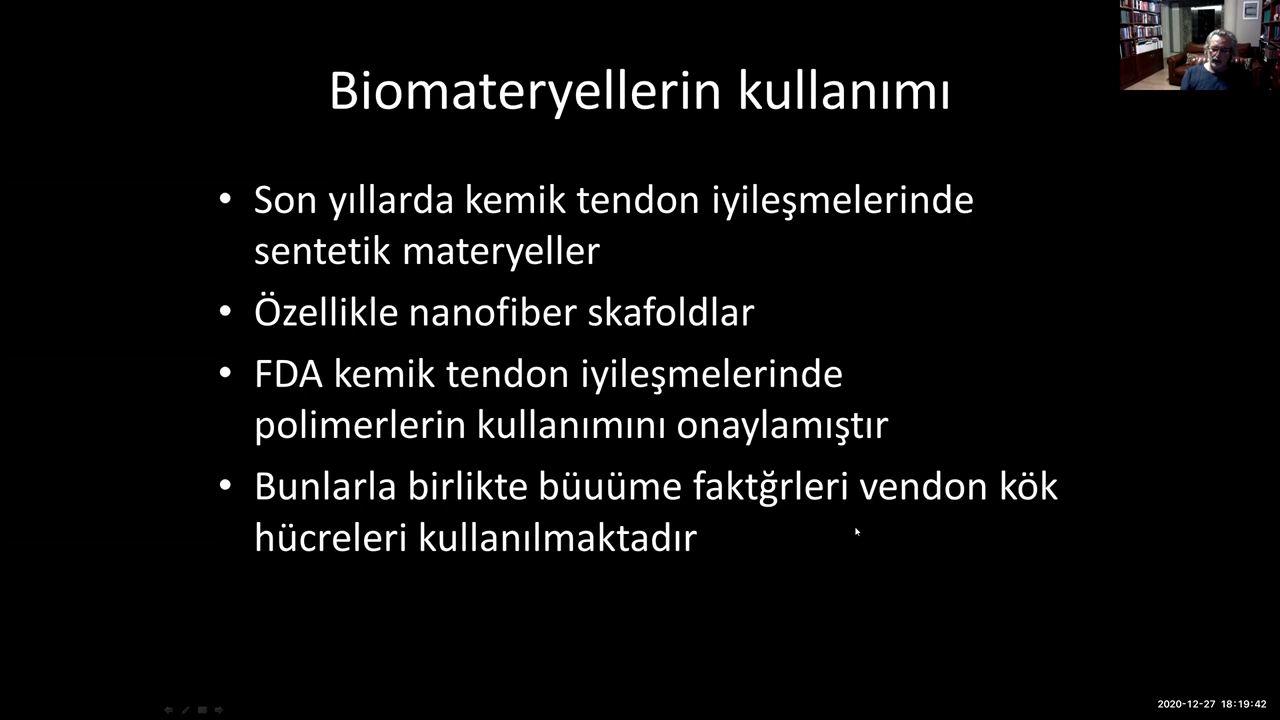 Biomateryellerin kullanımı
• Son yıllarda kemik tendon iyileşmelerinde
sentetik materyeller
• Özellikle nanofiber skafoldlar
• FDA kemik tendon iyileşmelerinde
polimerlerin kullanımını onaylamıştır
• Bunlarla birlikte büuüme faktğrleri vendon kök
hücreleri kullanılmaktadır
2020-12-27 18:19:42